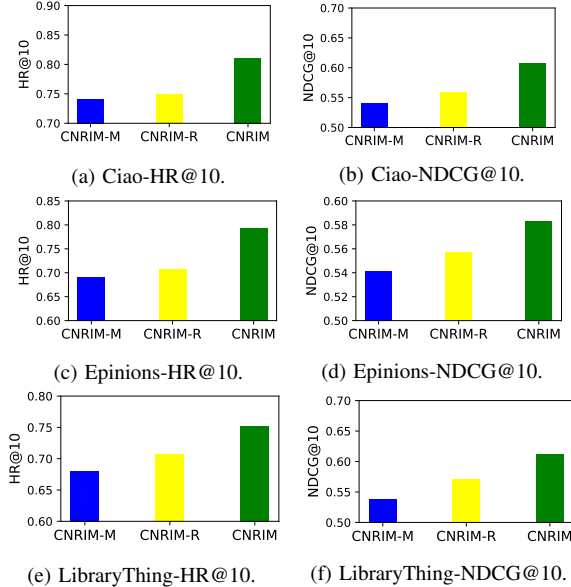 0.90
0.85
0.80
0.75
0.70
HR@10
CNRIM-M CNRIM-R CNRIM
(a) Ciao-HR@10.
0.70
0.65
0.60
0.55
0.50
NDCG@10
CNRIM-M CNRIM-R CNRIM
(b) Ciao-NDCG@10.
0.85
0.80
0.75
0.70
0.65
0.60
HR@10
CNRIM-M CNRIM-R CNRIM
(c) Epinions-HR@10.
0.60
0.58
0.56
0.54
0.52
0.50
NDCG@10
CNRIM-M CNRIM-R CNRIM
(d) Epinions-NDCG@10.
0.80
0.75
0.70
0.65
0.60
HR@10
CNRIM-M CNRIM-R CNRIM
(e) LibraryThing-HR@10.
0.70
0.65
0.60
0.55
0.50
NDCG@10
CNRIM-M CNRIM-R CNRIM
(f) LibraryThing-NDCG@10.